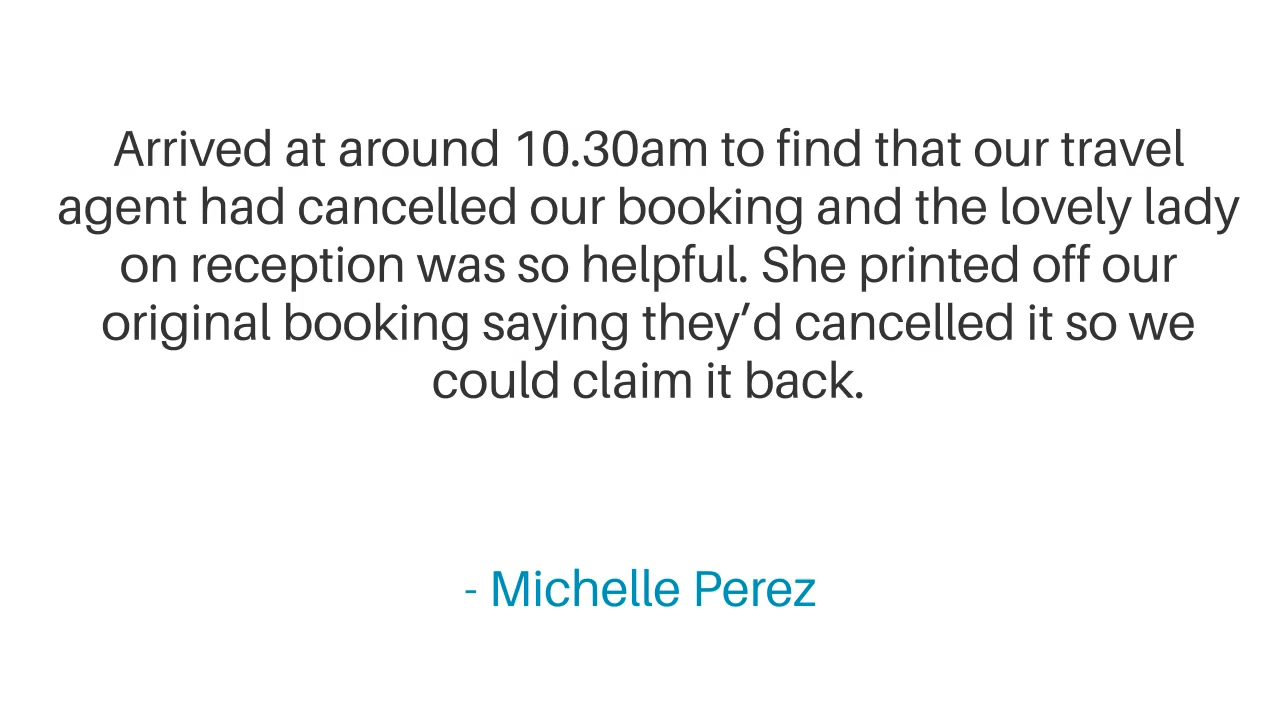 Arrived at around 10.30am to find that our travel
agent had cancelled our booking and the lovely lady
on reception was so helpful. She printed off our
original booking saying they’d cancelled it so we
could claim it back.
- Michelle Perez